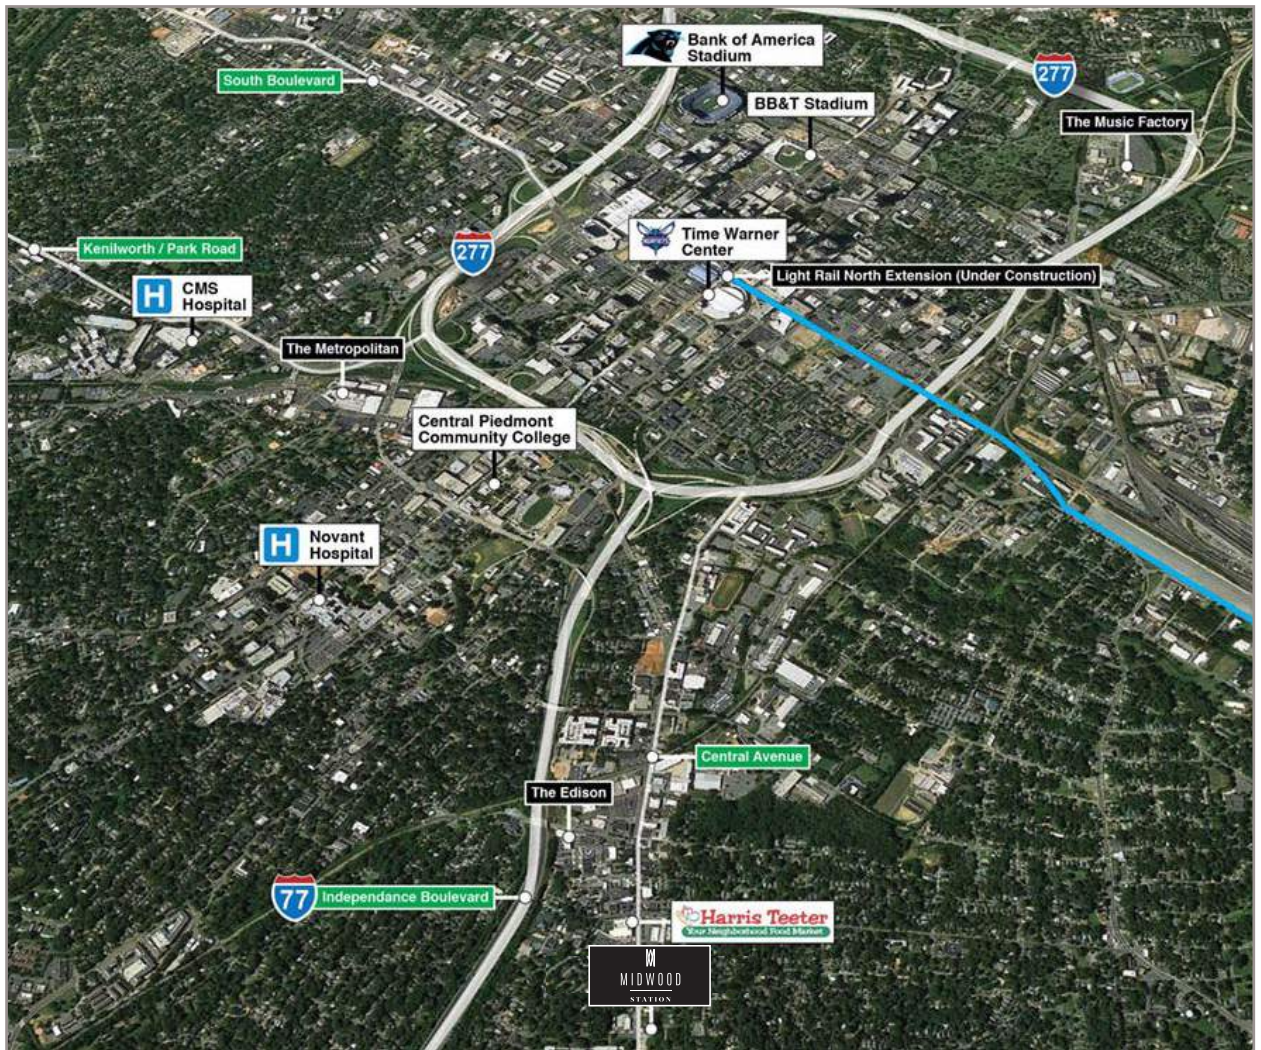 Bank of America
Stadium
277
South Boulevard
BB&T Stadium
The Music Factory
Kenilworth / Park Road
277
Time Warner
Center
Light Rail North Extension (Under Construction)
H CMS
Hospital
The Metropolitan
Central Piedmont
Community College
H Novant
Hospital
Central Avenue
The Edison
77 Independance Boulevard
Harris Teeter
Your Neighborhood Food Market
MIDWOOD
STATION